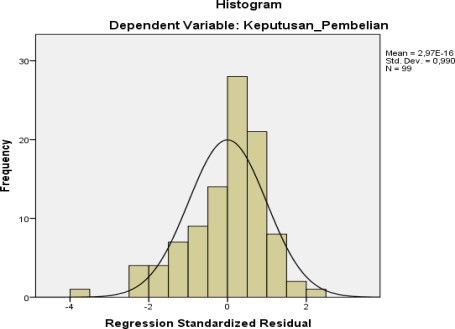 Histogram
Dependent Variable: Keputusan_Pembelian
Mean = 2,97E-16
Std. Dev. = 0,990
N = 99
Frequency
30
20
10
0
-4
-2
0
2
Regression Standardized Residual